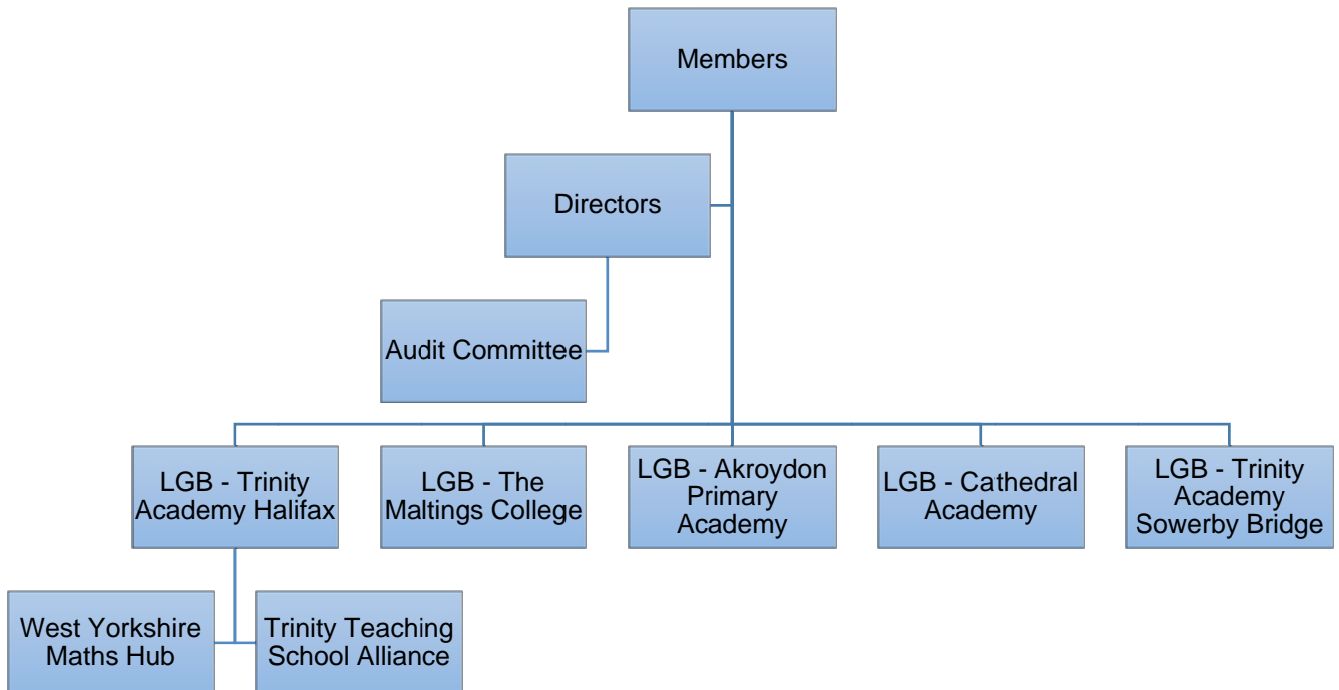 Members
Directors
Audit Committee
LGB - Trinity
Academy Halifax
LGB - The
Maltings College
LGB - Akroydon
Primary
Academy
LGB - Cathedral
Academy
LGB - Trinity
Academy
Sowerby Bridge
West Yorkshire
Maths Hub
Trinity Teaching
School Alliance